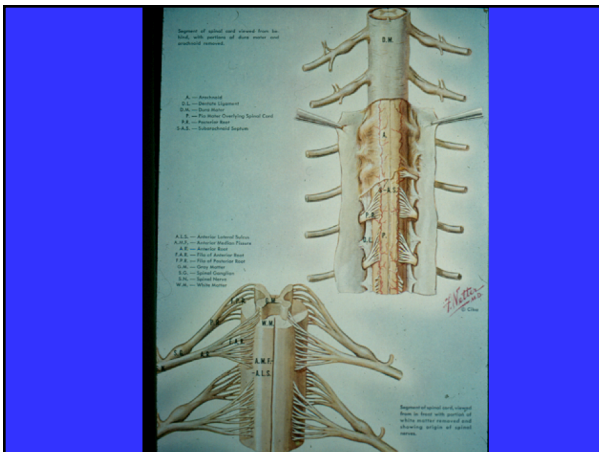 Segment of spinal cord viewed from be-
hind, with portions of dura mater and
arachnoid removed.
A. — Arachnoid
D.L. — Dentate Ligament
D.M. — Dura Mater
P. — Pia Mater Overlying Spinal Cord
P.R. — Posterior Root
S.A.S. — Subarachnoid Septum
D.M.
A.
S.A.S.
P.R.
P.
D.L.
A.L.S. — Anterior Lateral Sulcus
A.M.F. — Anterior Median Fissure
A.R. — Anterior Root
F.A.R. — Fila of Anterior Root
F.P.R. — Fila of Posterior Root
G.M. — Gray Matter
S.G. — Spinal Ganglion
S.N. — Spinal Nerve
W.M. — White Matter
F. Netter
M.D.
© Ciba
F.P.R.
G.M.
W.M.
P.R.
F.A.R.
S.G.
A.R.
A.M.F.
A.L.S.
Segment of spinal cord, viewed
from in front with portion of
white matter removed and
showing origin of spinal
nerves.